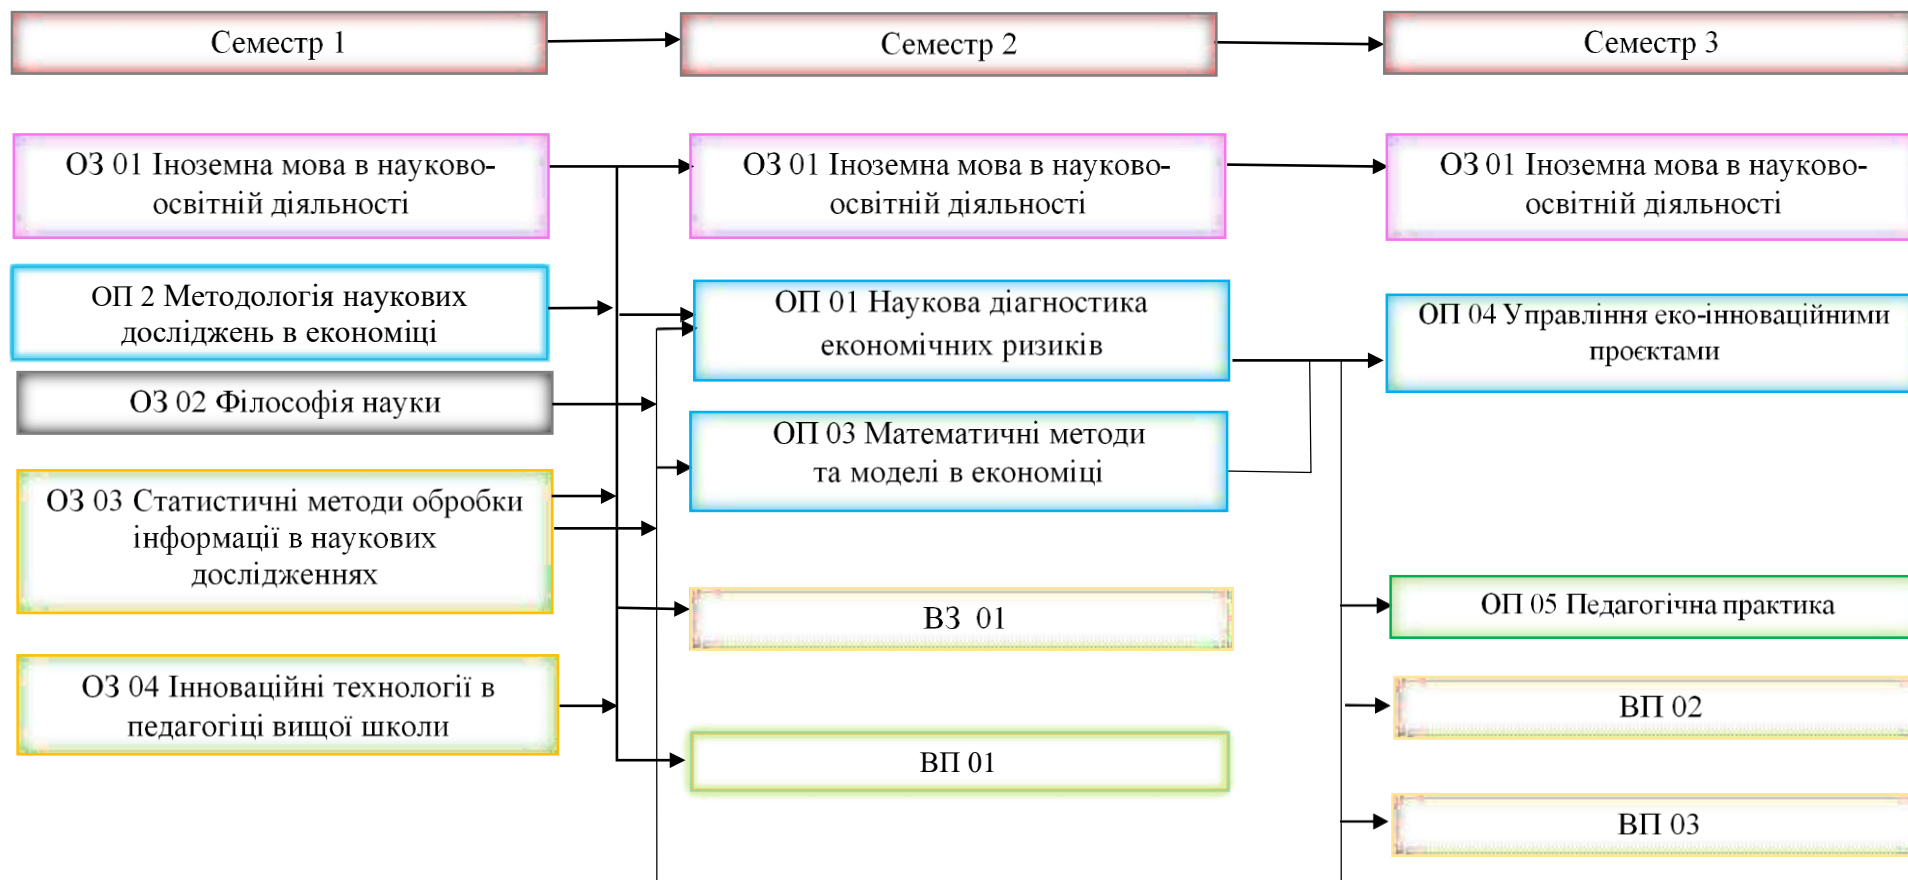 Семестр 1
Семестр 2
Семестр 3
ОЗ 01 Іноземна мова в науково-
освітній діяльності
ОЗ 01 Іноземна мова в науково-
освітній діяльності
ОЗ 01 Іноземна мова в науково-
освітній діяльності
ОП 2 Методологія наукових
досліджень в економіці
ОП 01 Наукова діагностика
економічних ризиків
ОП 04 Управління еко-інноваційними
проєктами
ОЗ 02 Філософія науки
ОП 03 Математичні методи
та моделі в економіці
ОЗ 03 Статистичні методи обробки
інформації в наукових
дослідженнях
ВЗ 01
ОП 05 Педагогічна практика
ОЗ 04 Інноваційні технології в
педагогіці вищої школи
ВП 01
ВП 02
ВП 03